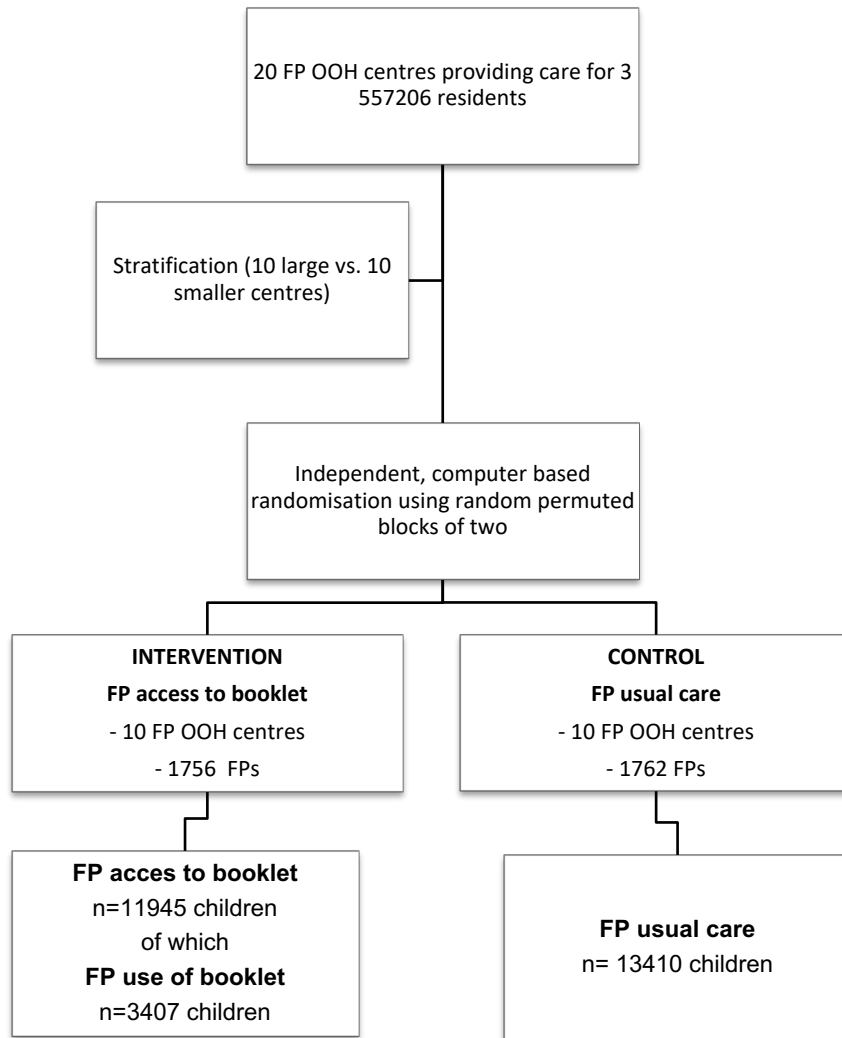 20 FP OOH centres providing care for 3
557206 residents
Stratification (10 large vs. 10
smaller centres)
Independent, computer based
randomisation using random permuted
blocks of two
INTERVENTION
FP access to booklet
- 10 FP OOH centres
- 1756 FPs
CONTROL
FP usual care
- 10 FP OOH centres
- 1762 FPs
FP acces to booklet
n=11945 children
of which
FP use of booklet
n=3407 children
FP usual care
n= 13410 children